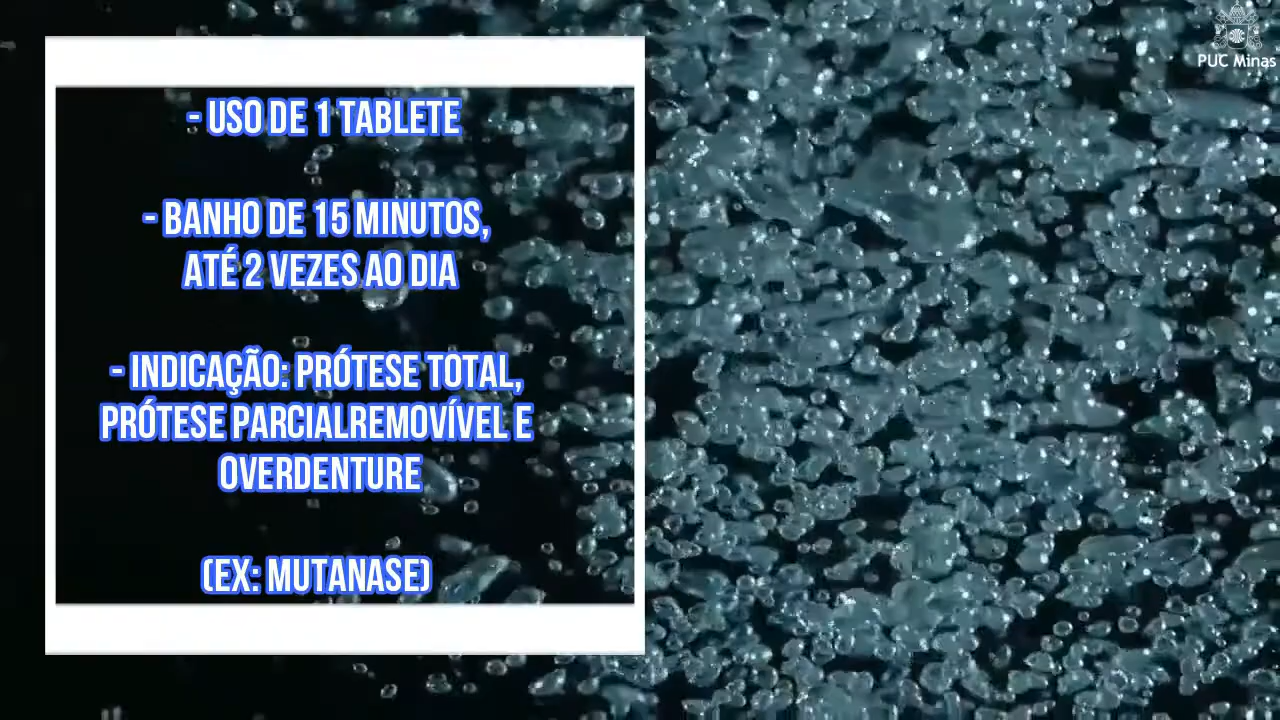 PUC Minas
- USO DE 1 TABLETE
- BANHO DE 15 MINUTOS,
ATÉ 2 VEZES AO DIA
- INDICAÇÃO: PRÓTESE TOTAL,
PRÓTESE PARCIALREMOVÍVEL E
OVERDENTURE
(EX: MUTANASE)